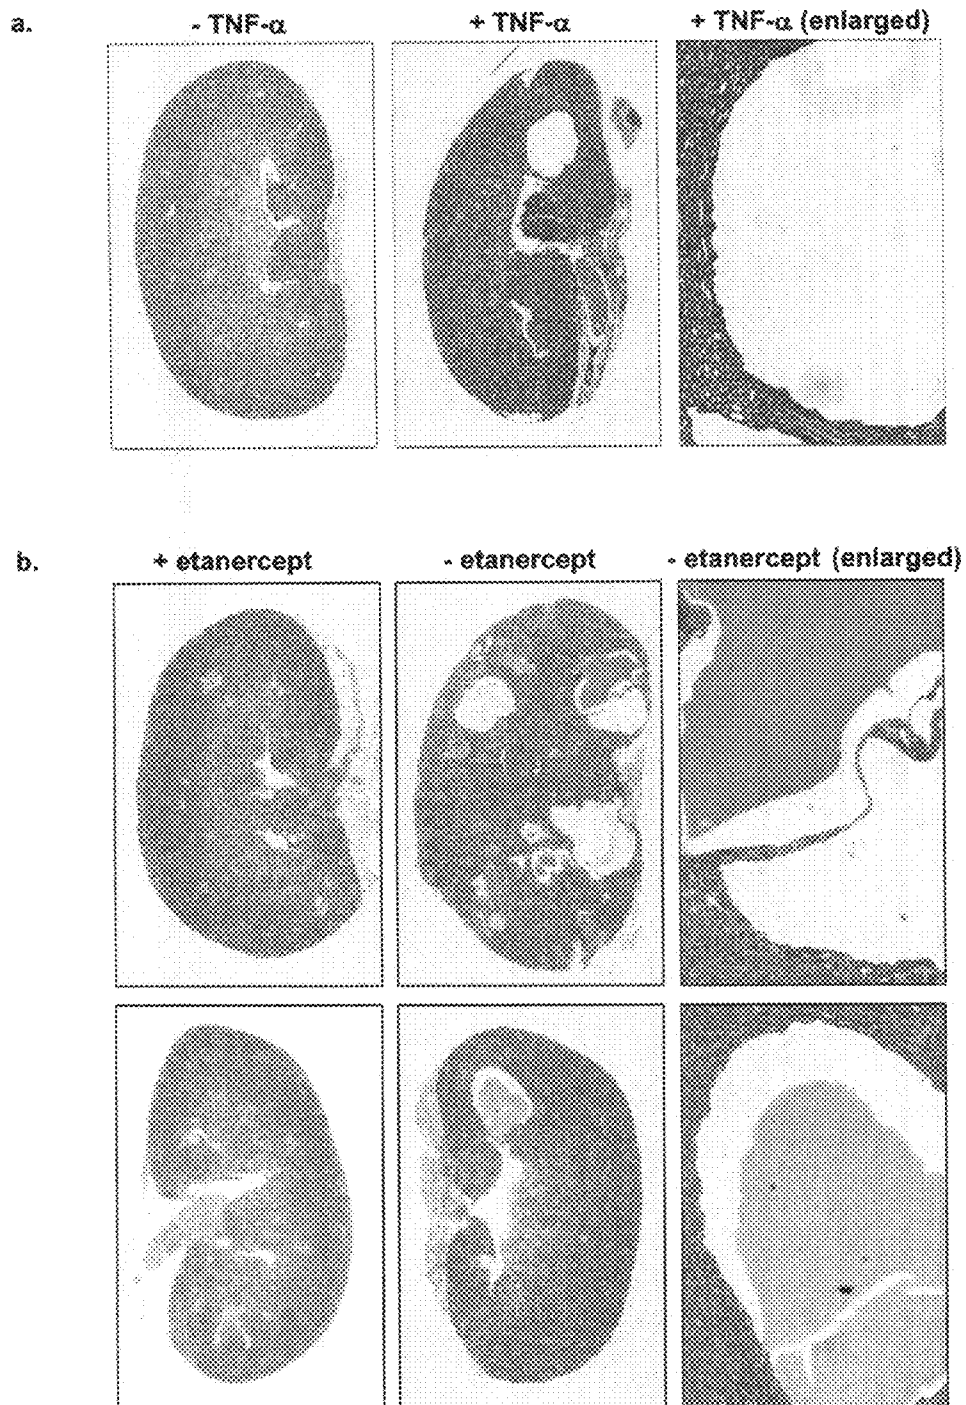 a.
- TNF-α + TNF-α + TNF-α (enlarged)
b.
+ etanercept - etanercept - etanercept (enlarged)